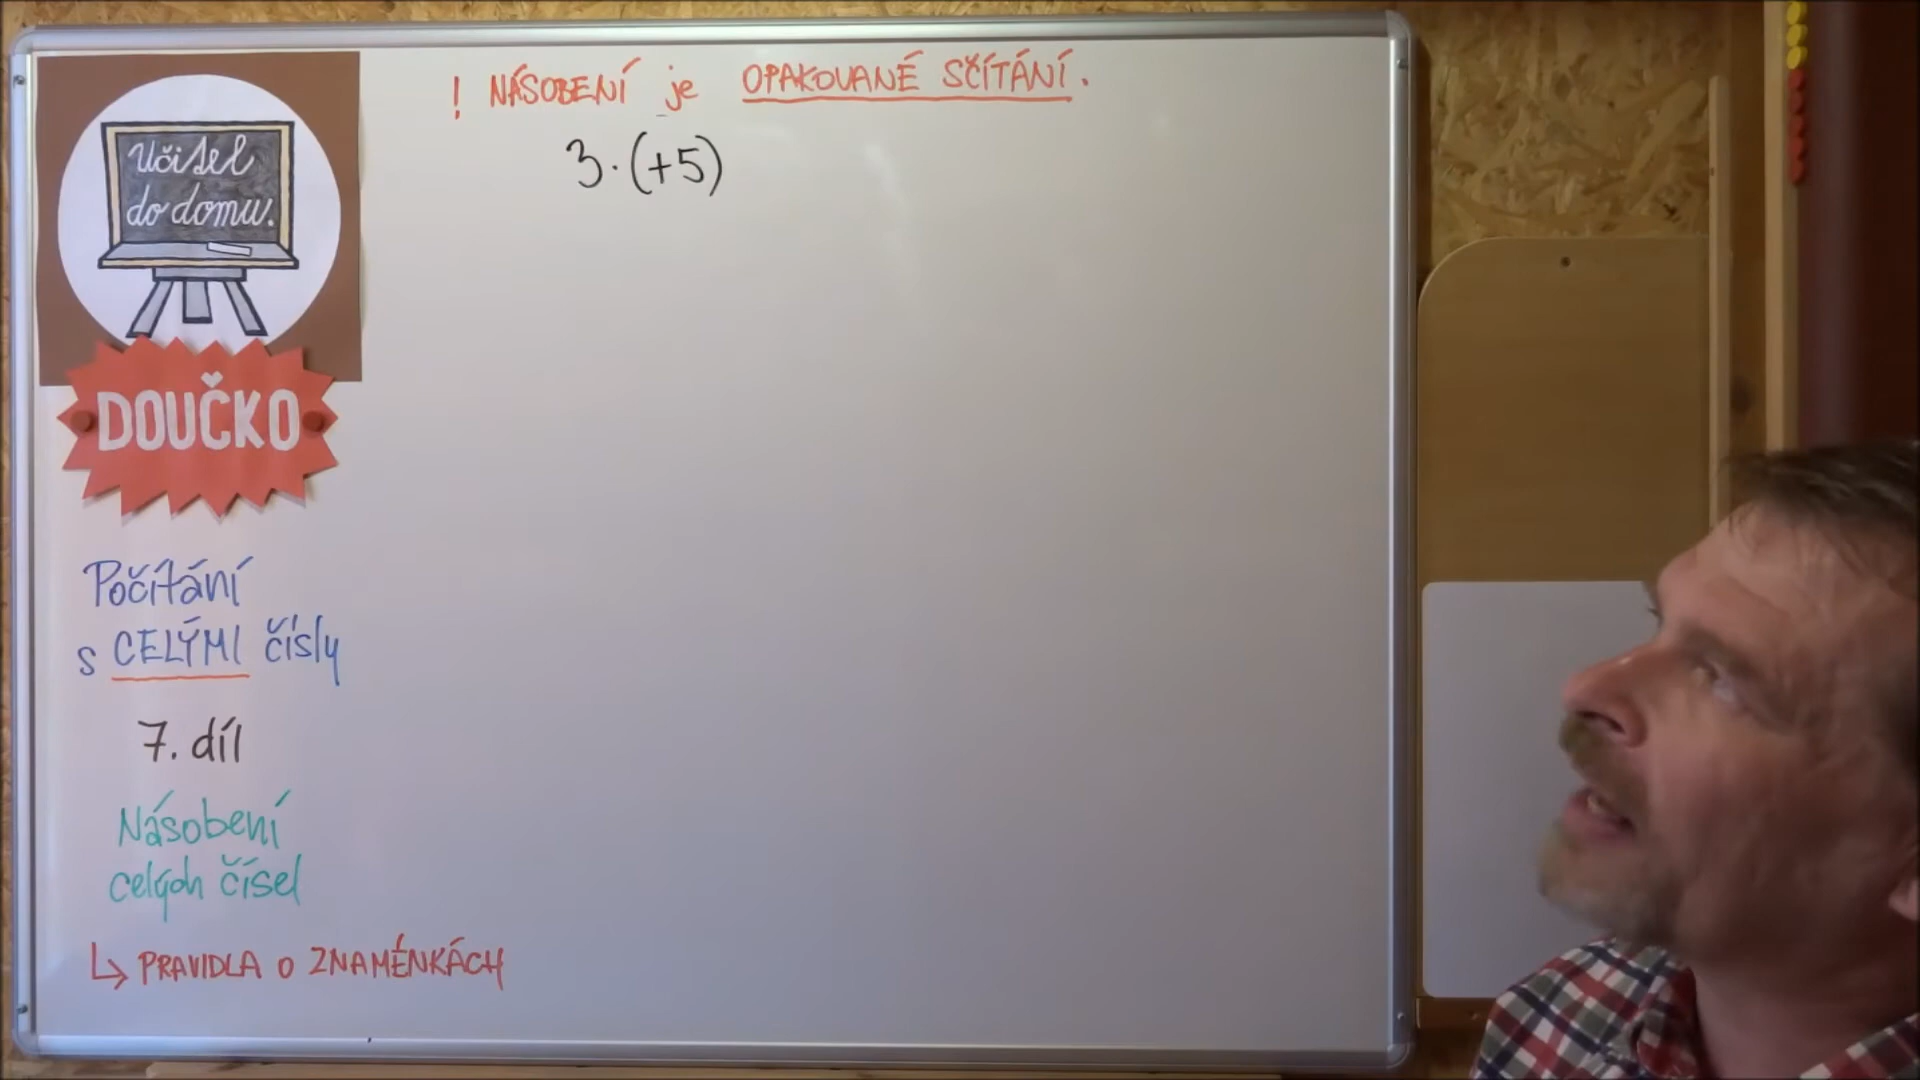 ! NÁSOBENÍ je OPAKOVANÉ SČÍTÁNÍ.
3·(+5)
Učitel
do domu.
DOUČKO
Počítání
s CELÝMI čísly
7. díl
Násobení
celých čísel
↳ PRAVIDLA O ZNAMÉNKÁCH